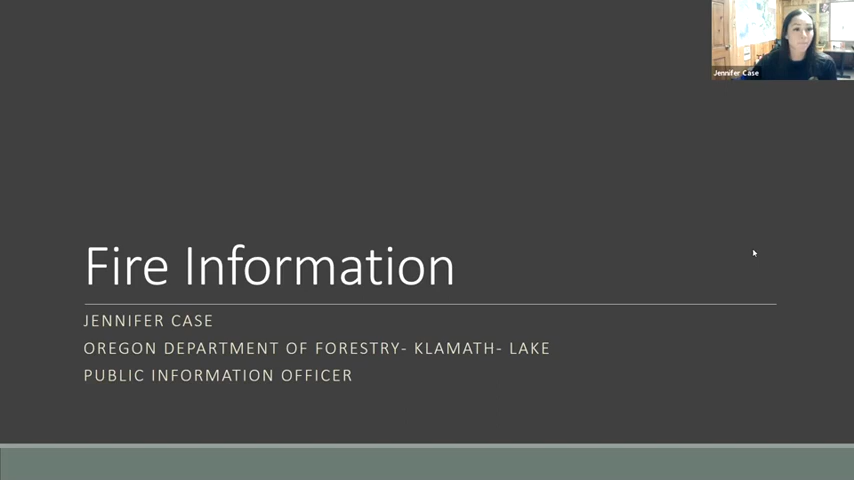 Jennifer Case
Fire Information
JENNIFER CASE
OREGON DEPARTMENT OF FORESTRY- KLAMATH- LAKE
PUBLIC INFORMATION OFFICER